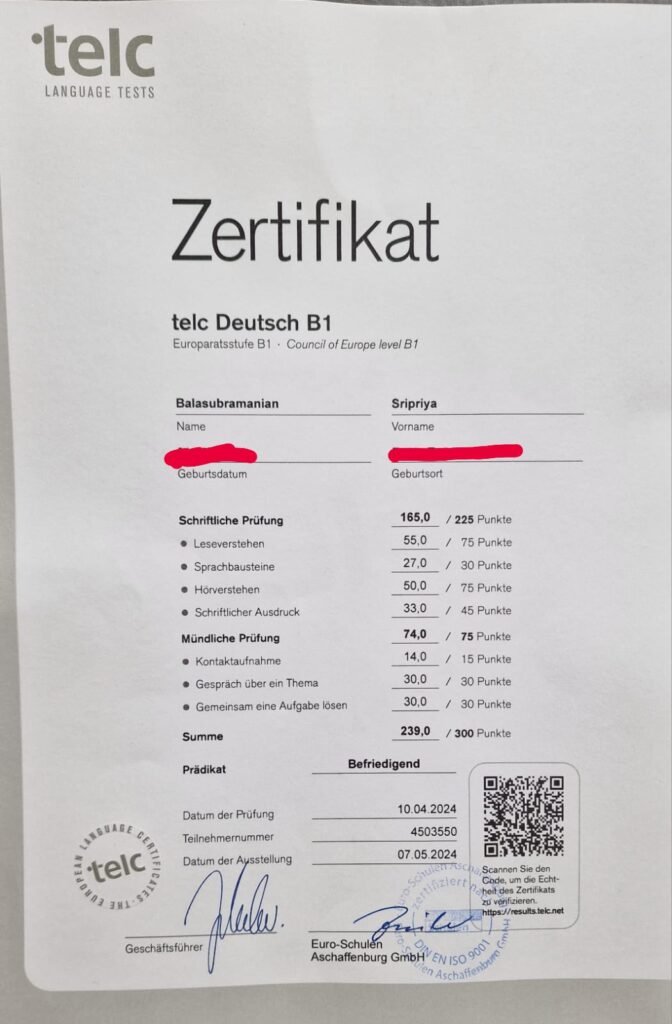 telc
LANGUAGE TESTS
Zertifikat
telc Deutsch B1
Europaratsstufe B1 · Council of Europe level B1
Balasubramanian Sripriya
Name Vorname
Geburtsdatum Geburtsort
Schriftliche Prüfung 165,0 / 225 Punkte
• Leseverstehen 55,0 / 75 Punkte
• Sprachbausteine 27,0 / 30 Punkte
• Hörverstehen 50,0 / 75 Punkte
• Schriftlicher Ausdruck 33,0 / 45 Punkte
Mündliche Prüfung 74,0 / 75 Punkte
• Kontaktaufnahme 14,0 / 15 Punkte
• Gespräch über ein Thema 30,0 / 30 Punkte
• Gemeinsam eine Aufgabe lösen 30,0 / 30 Punkte
Summe 239,0 / 300 Punkte
Prädikat Befriedigend
Datum der Prüfung 10.04.2024
Teilnehmernummer 4503550
Datum der Ausstellung 07.05.2024
Scannen Sie den
Code, um die Echt-
heit des Zertifikats
zu verifizieren.
https://results.telc.net
THE EUROPEAN LANGUAGE CERTIFICATES
telc
Geschäftsführer
Euro-Schulen
Aschaffenburg GmbH
Euro-Schulen Aschaffenburg GmbH
zertifiziert nach
DIN EN ISO 9001